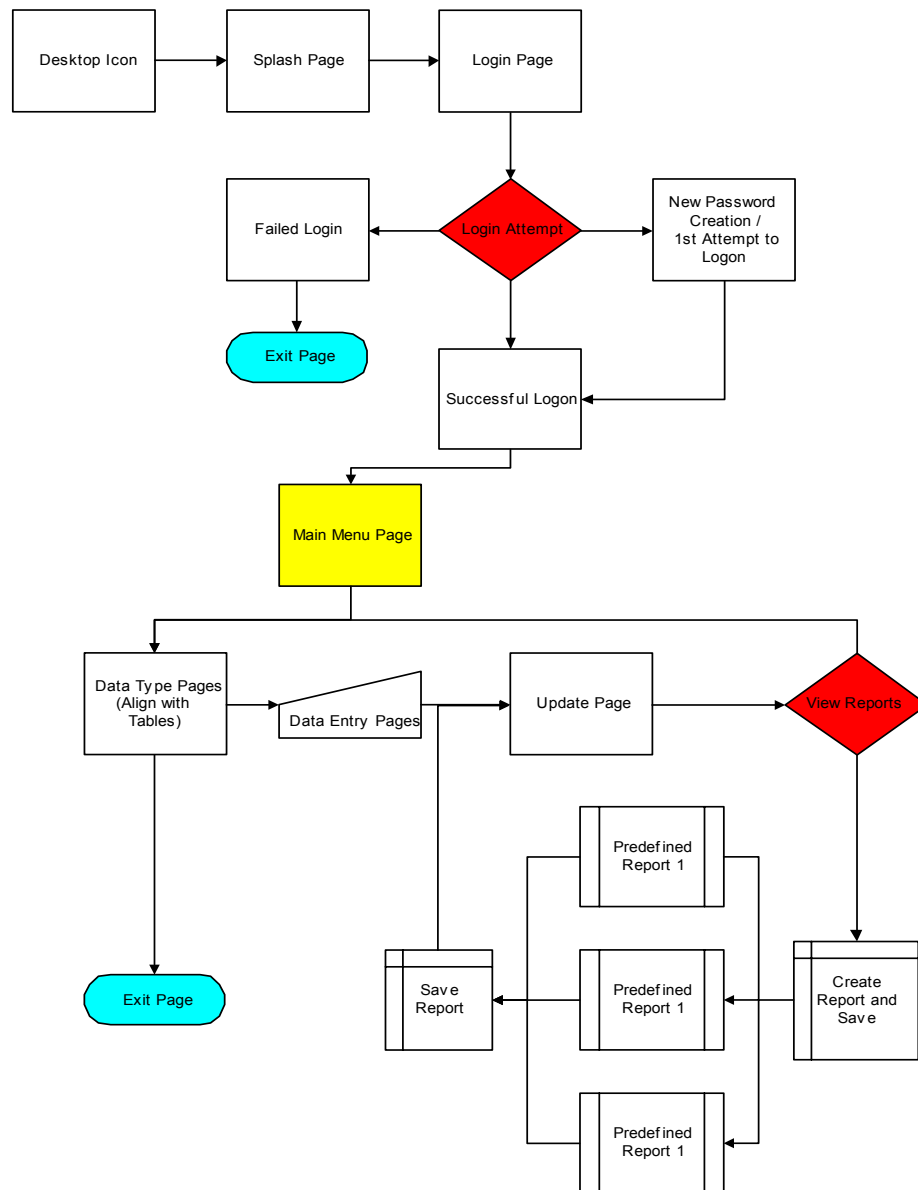 Desktop Icon
Splash Page
Login Page
Failed Login
Login Attempt
New Password
Creation /
1st Attempt to
Logon
Exit Page
Successful Logon
Main Menu Page
Data Type Pages
(Align with
Tables)
Data Entry Pages
Update Page
View Reports
Predefined
Report 1
Save
Report
Predefined
Report 1
Create
Report and
Save
Exit Page
Predefined
Report 1